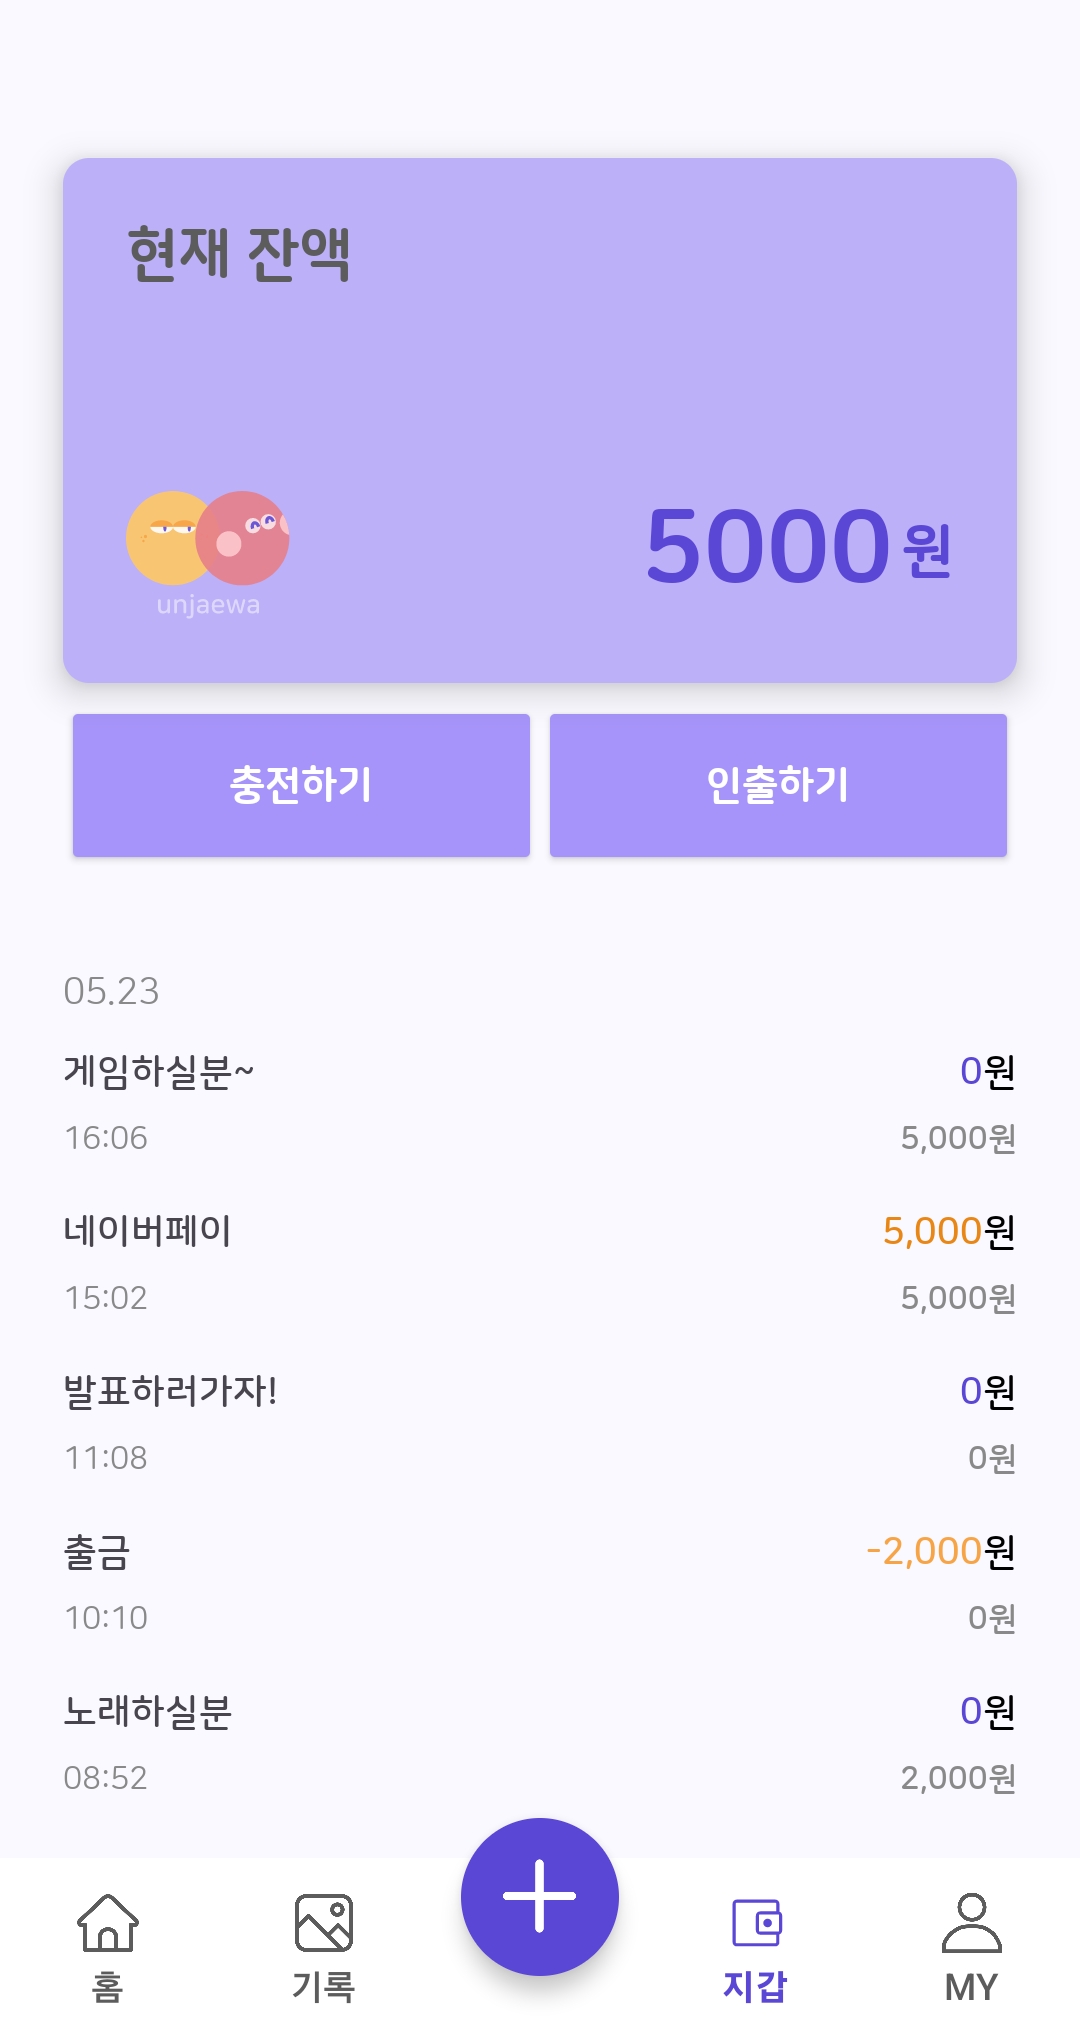 현재 잔액
unjaewa
5000 원
충전하기
인출하기
05.23
게임하실분~ 0원
16:06 5,000원
네이버페이 5,000원
15:02 5,000원
발표하러가자! 0원
11:08 0원
출금 -2,000원
10:10 0원
노래하실분 0원
08:52 2,000원
홈
기록
지갑
MY